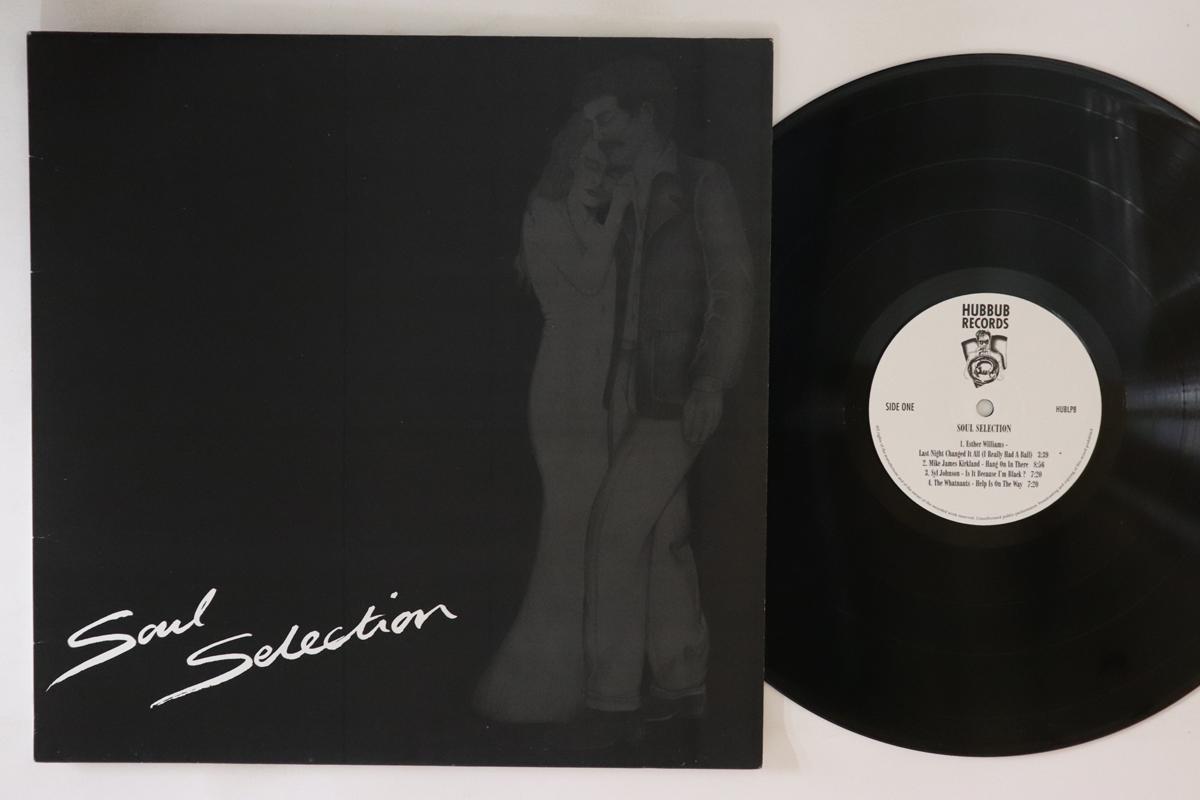 Soul
Selection
HUBBUB
RECORDS
SIDE ONE
HUBLP8
SOUL SELECTION
1. Esther Williams -
Last Night Changed It All (I Really Had A Ball) 3:39
2. Mike James Kirkland - Hang On In There 8:56
3. Syl Johnson - Is It Because I'm Black ? 7:20
4. The Whatnauts - Help Is On The Way 7:20